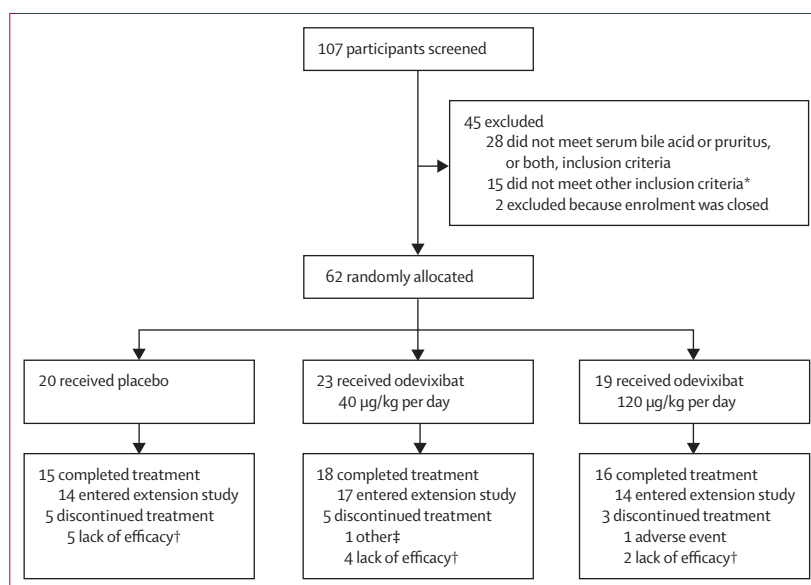 107 participants screened
45 excluded
28 did not meet serum bile acid or pruritus,
or both, inclusion criteria
15 did not meet other inclusion criteria*
2 excluded because enrolment was closed
62 randomly allocated
20 received placebo
23 received odevixibat
40 µg/kg per day
19 received odevixibat
120 µg/kg per day
15 completed treatment
14 entered extension study
5 discontinued treatment
5 lack of efficacy†
18 completed treatment
17 entered extension study
5 discontinued treatment
1 other‡
4 lack of efficacy†
16 completed treatment
14 entered extension study
3 discontinued treatment
1 adverse event
2 lack of efficacy†